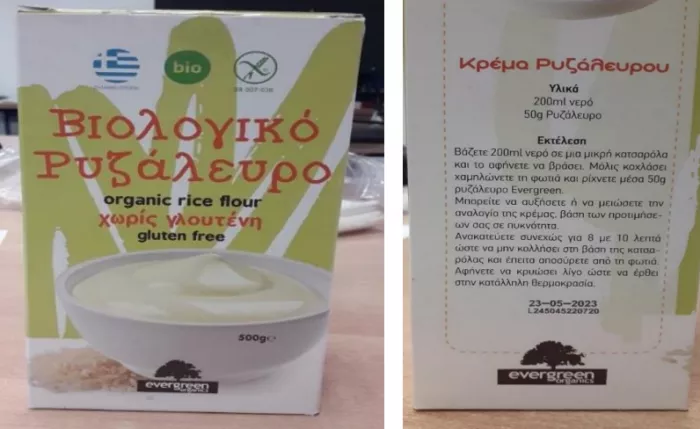 bio
GR-307-038
Βιολογικό
Ρυζάλευρο
organic rice flour
χωρίς γλουτένη
gluten free
500g e
evergreen
organics
Κρέμα Ρυζάλευρου
Υλικά
200ml νερό
50g Ρυζάλευρο
Εκτέλεση
Βάζετε 200ml νερό σε μια μικρή κατσαρόλα
και το αφήνετε να βράσει. Μόλις κοχλάσει
χαμηλώνετε τη φωτιά και ρίχνετε μέσα 50g
ρυζάλευρο Evergreen.
Μπορείτε να αυξήσετε ή να μειώσετε την
αναλογία της κρέμας, βάση των προτιμήσε-
ων σας σε πυκνότητα.
Ανακατεύετε συνεχώς για 8 με 10 λεπτά
ώστε να μην κολλήσει στη βάση της κατσα-
ρόλας και έπειτα αποσύρετε από τη φωτιά.
Αφήνετε να κρυώσει λίγο ώστε να έρθει
στην κατάλληλη θερμοκρασία.
23-05-2023
L245045220720
evergreen
organics